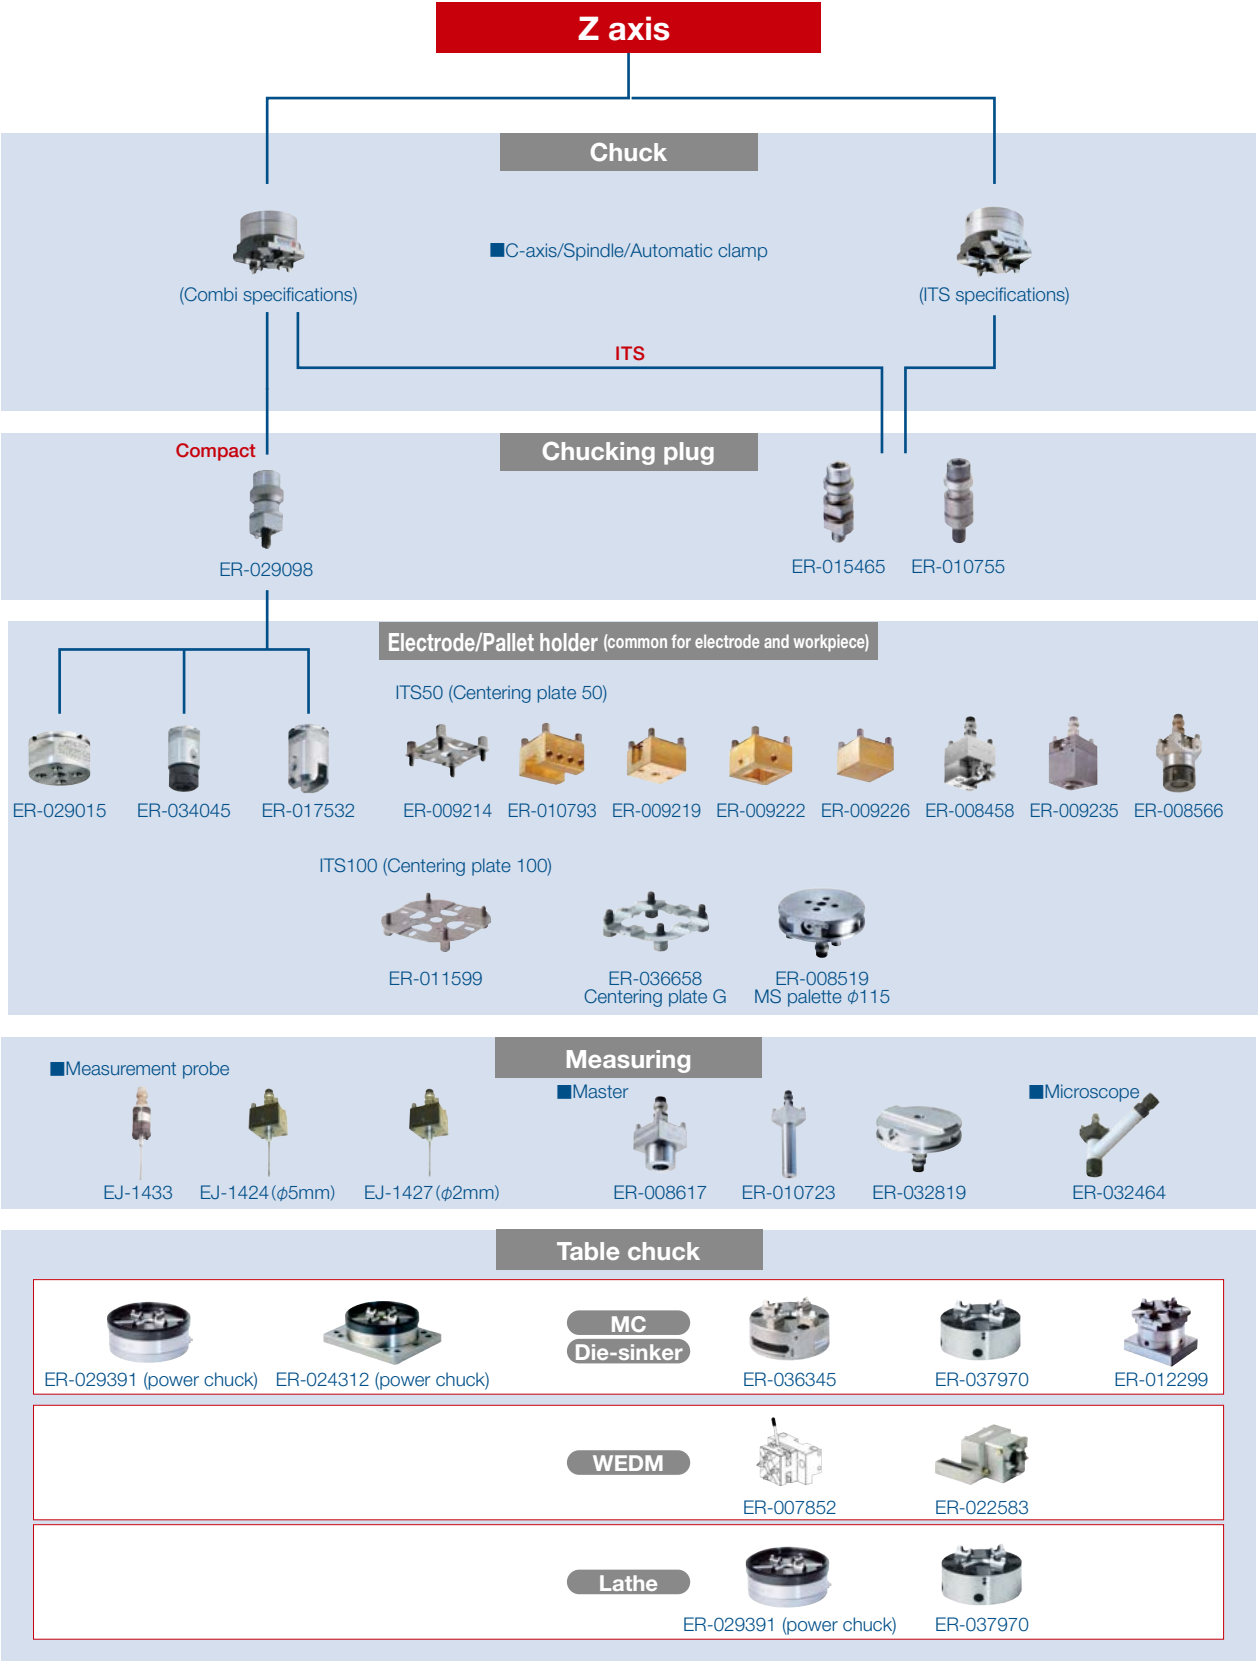 Z axis
Chuck
■C-axis/Spindle/Automatic clamp
(Combi specifications)
(ITS specifications)
ITS
Compact
Chucking plug
ER-029098
ER-015465
ER-010755
Electrode/Pallet holder (common for electrode and workpiece)
ITS50 (Centering plate 50)
ER-029015
ER-034045
ER-017532
ER-009214
ER-010793
ER-009219
ER-009222
ER-009226
ER-008458
ER-009235
ER-008566
ITS100 (Centering plate 100)
ER-011599
ER-036658
Centering plate G
ER-008519
MS palette φ115
Measuring
■Measurement probe
■Master
■Microscope
EJ-1433
EJ-1424(φ5mm)
EJ-1427(φ2mm)
ER-008617
ER-010723
ER-032819
ER-032464
Table chuck
MC
Die-sinker
ER-029391 (power chuck)
ER-024312 (power chuck)
ER-036345
ER-037970
ER-012299
WEDM
ER-007852
ER-022583
Lathe
ER-029391 (power chuck)
ER-037970